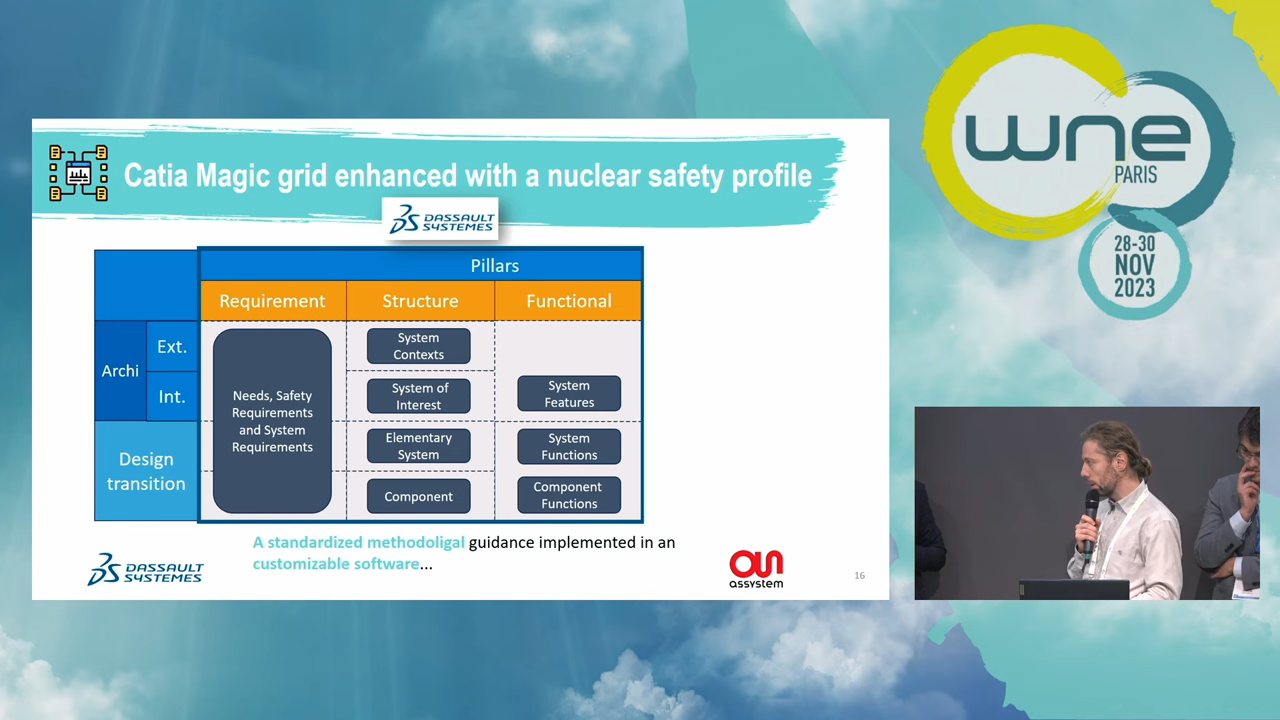 Catia Magic grid enhanced with a nuclear safety profile
DASSAULT
SYSTEMES
Pillars
Requirement
Structure
Functional
Archi
Ext.
Int.
Design
transition
Needs, Safety
Requirements
and System
Requirements
System
Contexts
System of
Interest
System
Features
Elementary
System
System
Functions
Component
Component
Functions
A standardized methodoligal guidance implemented in an
customizable software...
DASSAULT
SYSTEMES
assystem
16
wne
PARIS
28-30
NOV
2023